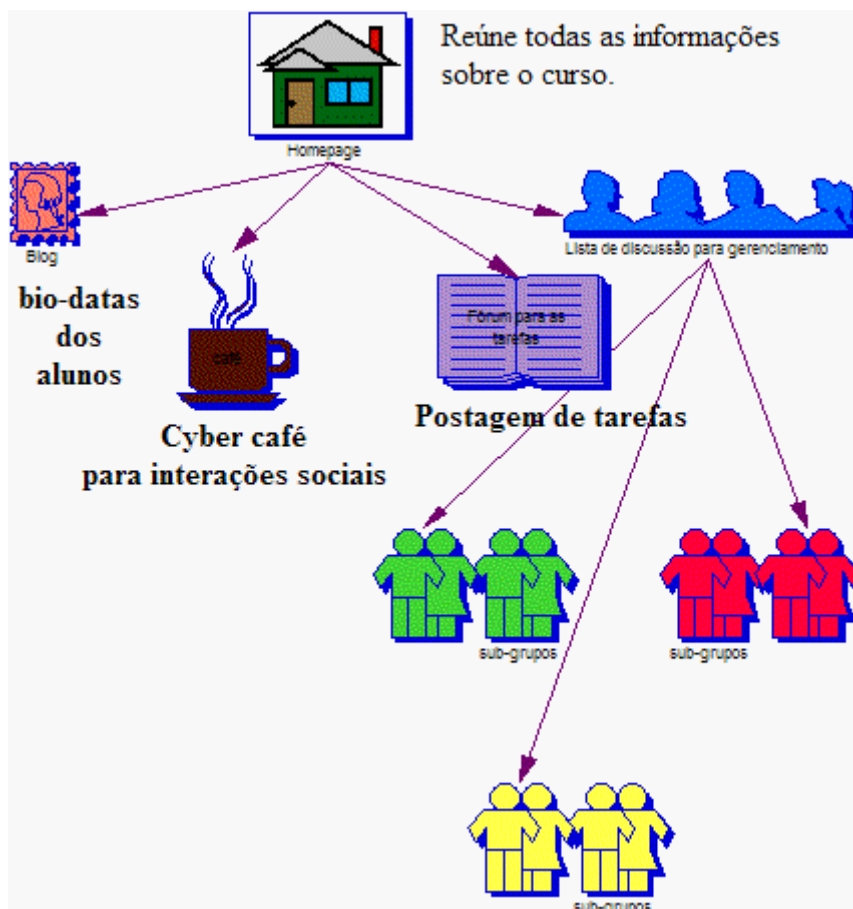 Reúne todas as informações
sobre o curso.
Homepage
Blog
Lista de discussão para gerenciamento
bio-datas
dos
alunos
café
Cyber café
para interações sociais
Fórum para as
tarefas
Postagem de tarefas
sub-grupos
sub-grupos
sub-grupos